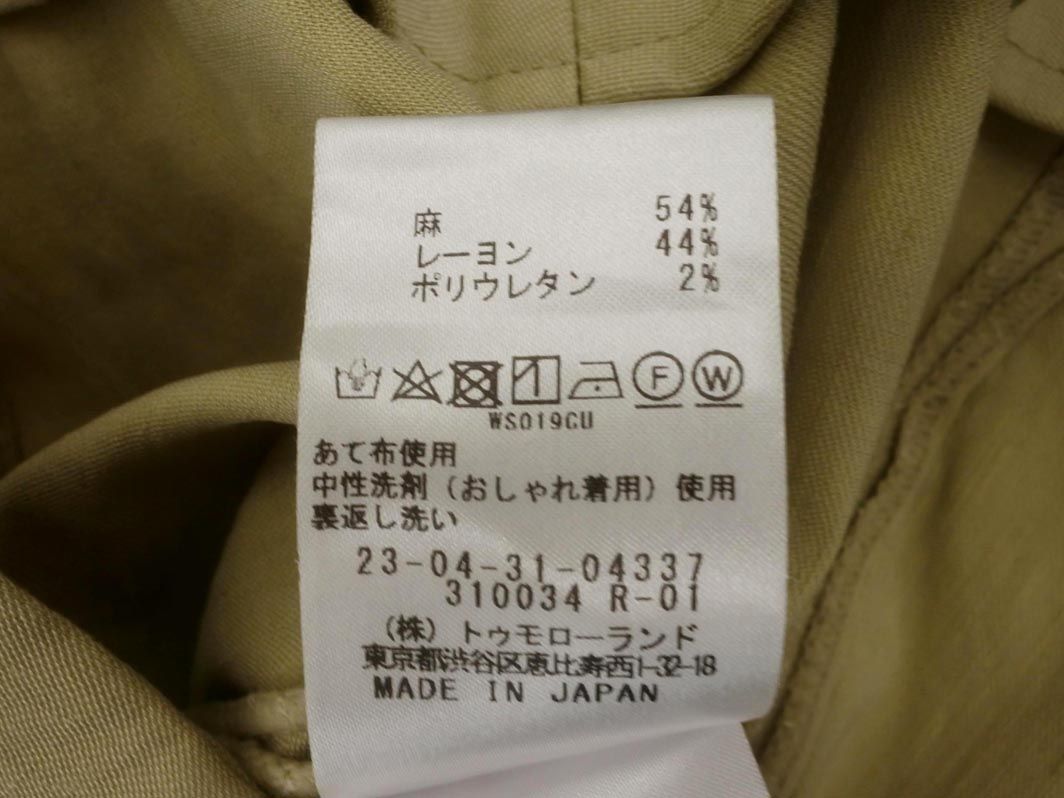 麻 54%
レーヨン 44%
ポリウレタン 2%
F W
WS019CU
あて布使用
中性洗剤(おしゃれ着用)使用
裏返し洗い
23-04-31-04337
310034 R-01
(株)トゥモローランド
東京都渋谷区恵比寿西1-32-18
MADE IN JAPAN